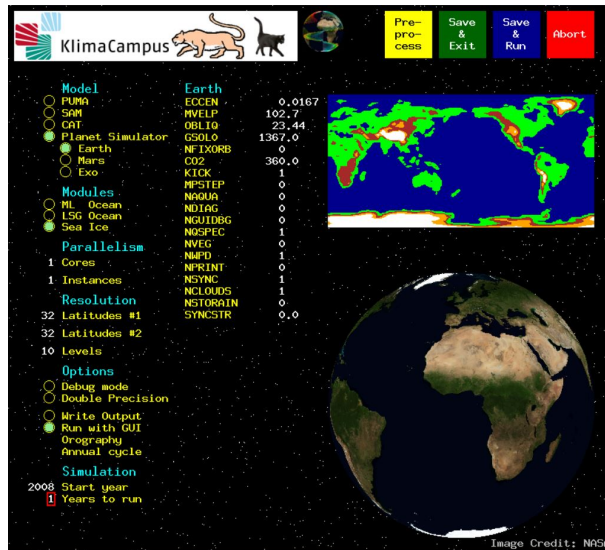 KlimaCampus
Pre-
pro-
cess
Save
&
Exit
Save
&
Run
Abort
Model
PUMA
SAM
CAT
Planet Simulator
Earth
Mars
Exo
Modules
ML Ocean
LSG Ocean
Sea Ice
Parallelism
1 Cores
1 Instances
Resolution
32 Latitudes #1
32 Latitudes #2
10 Levels
Options
Debug mode
Double Precision
Write Output
Run with GUI
Orography
Annual cycle
Simulation
2008 Start year
1 Years to run
Earth
ECCEN 0.0167
MVELP 102.7
OBLIQ 23.44
GSOL0 1367.0
NFIXORB 0
CO2 360.0
KICK 1
MPSTEP 0
NAQUA 0
NDIAG 0
NGUIDBG 0
NQSPEC 1
NVEG 0
NWPD 1
NPRINT 0
NSYNC 1
NCLOUDS 1
NSTORAIN 0
SYNCSTR 0.0
Image Credit: NAS